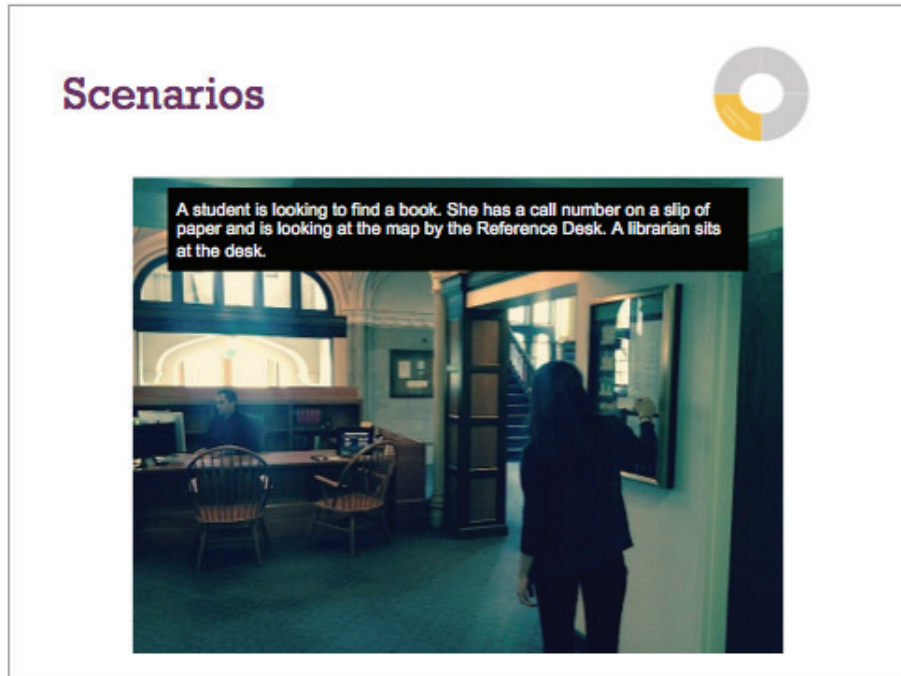 Scenarios
A student is looking to find a book. She has a call number on a slip of
paper and is looking at the map by the Reference Desk. A librarian sits
at the desk.